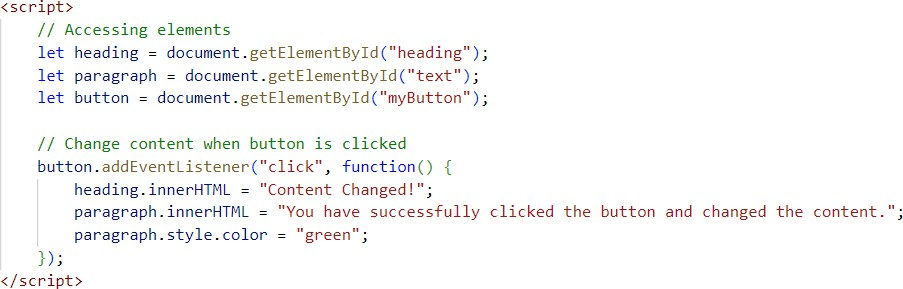 <script>
// Accessing elements
let heading = document.getElementById("heading");
let paragraph = document.getElementById("text");
let button = document.getElementById("myButton");
// Change content when button is clicked
button.addEventListener("click", function() {
heading.innerHTML = "Content Changed!";
paragraph.innerHTML = "You have successfully clicked the button and changed the content.";
paragraph.style.color = "green";
});
</script>